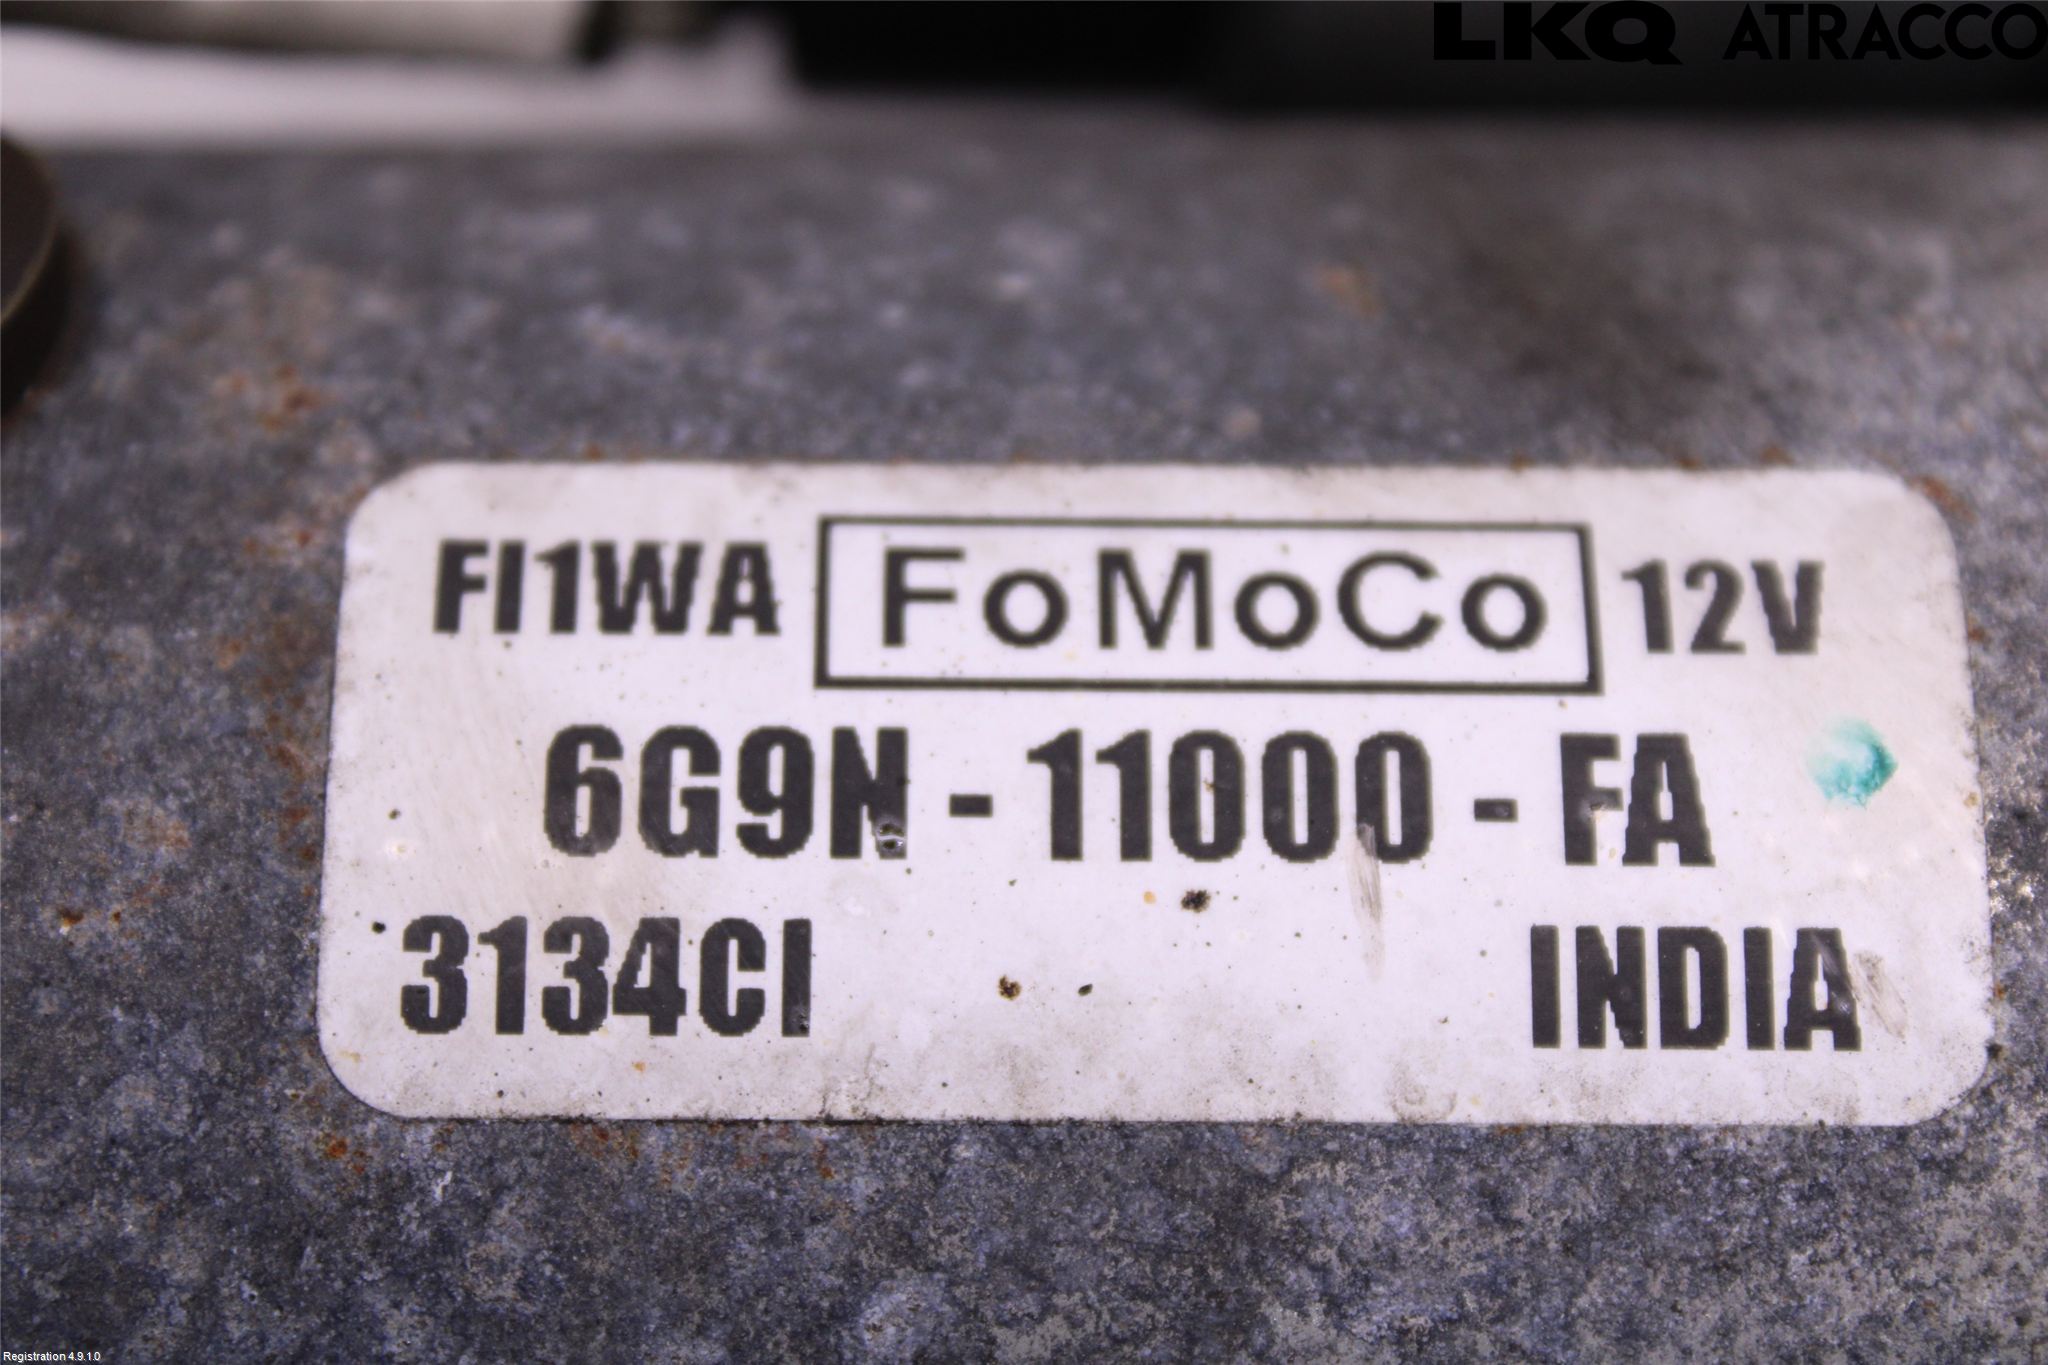 LKQ ATRACCO
FI1WA FoMoCo 12V
6G9N - 11000 - FA
3134CI INDIA
Registration 4.9.1.0